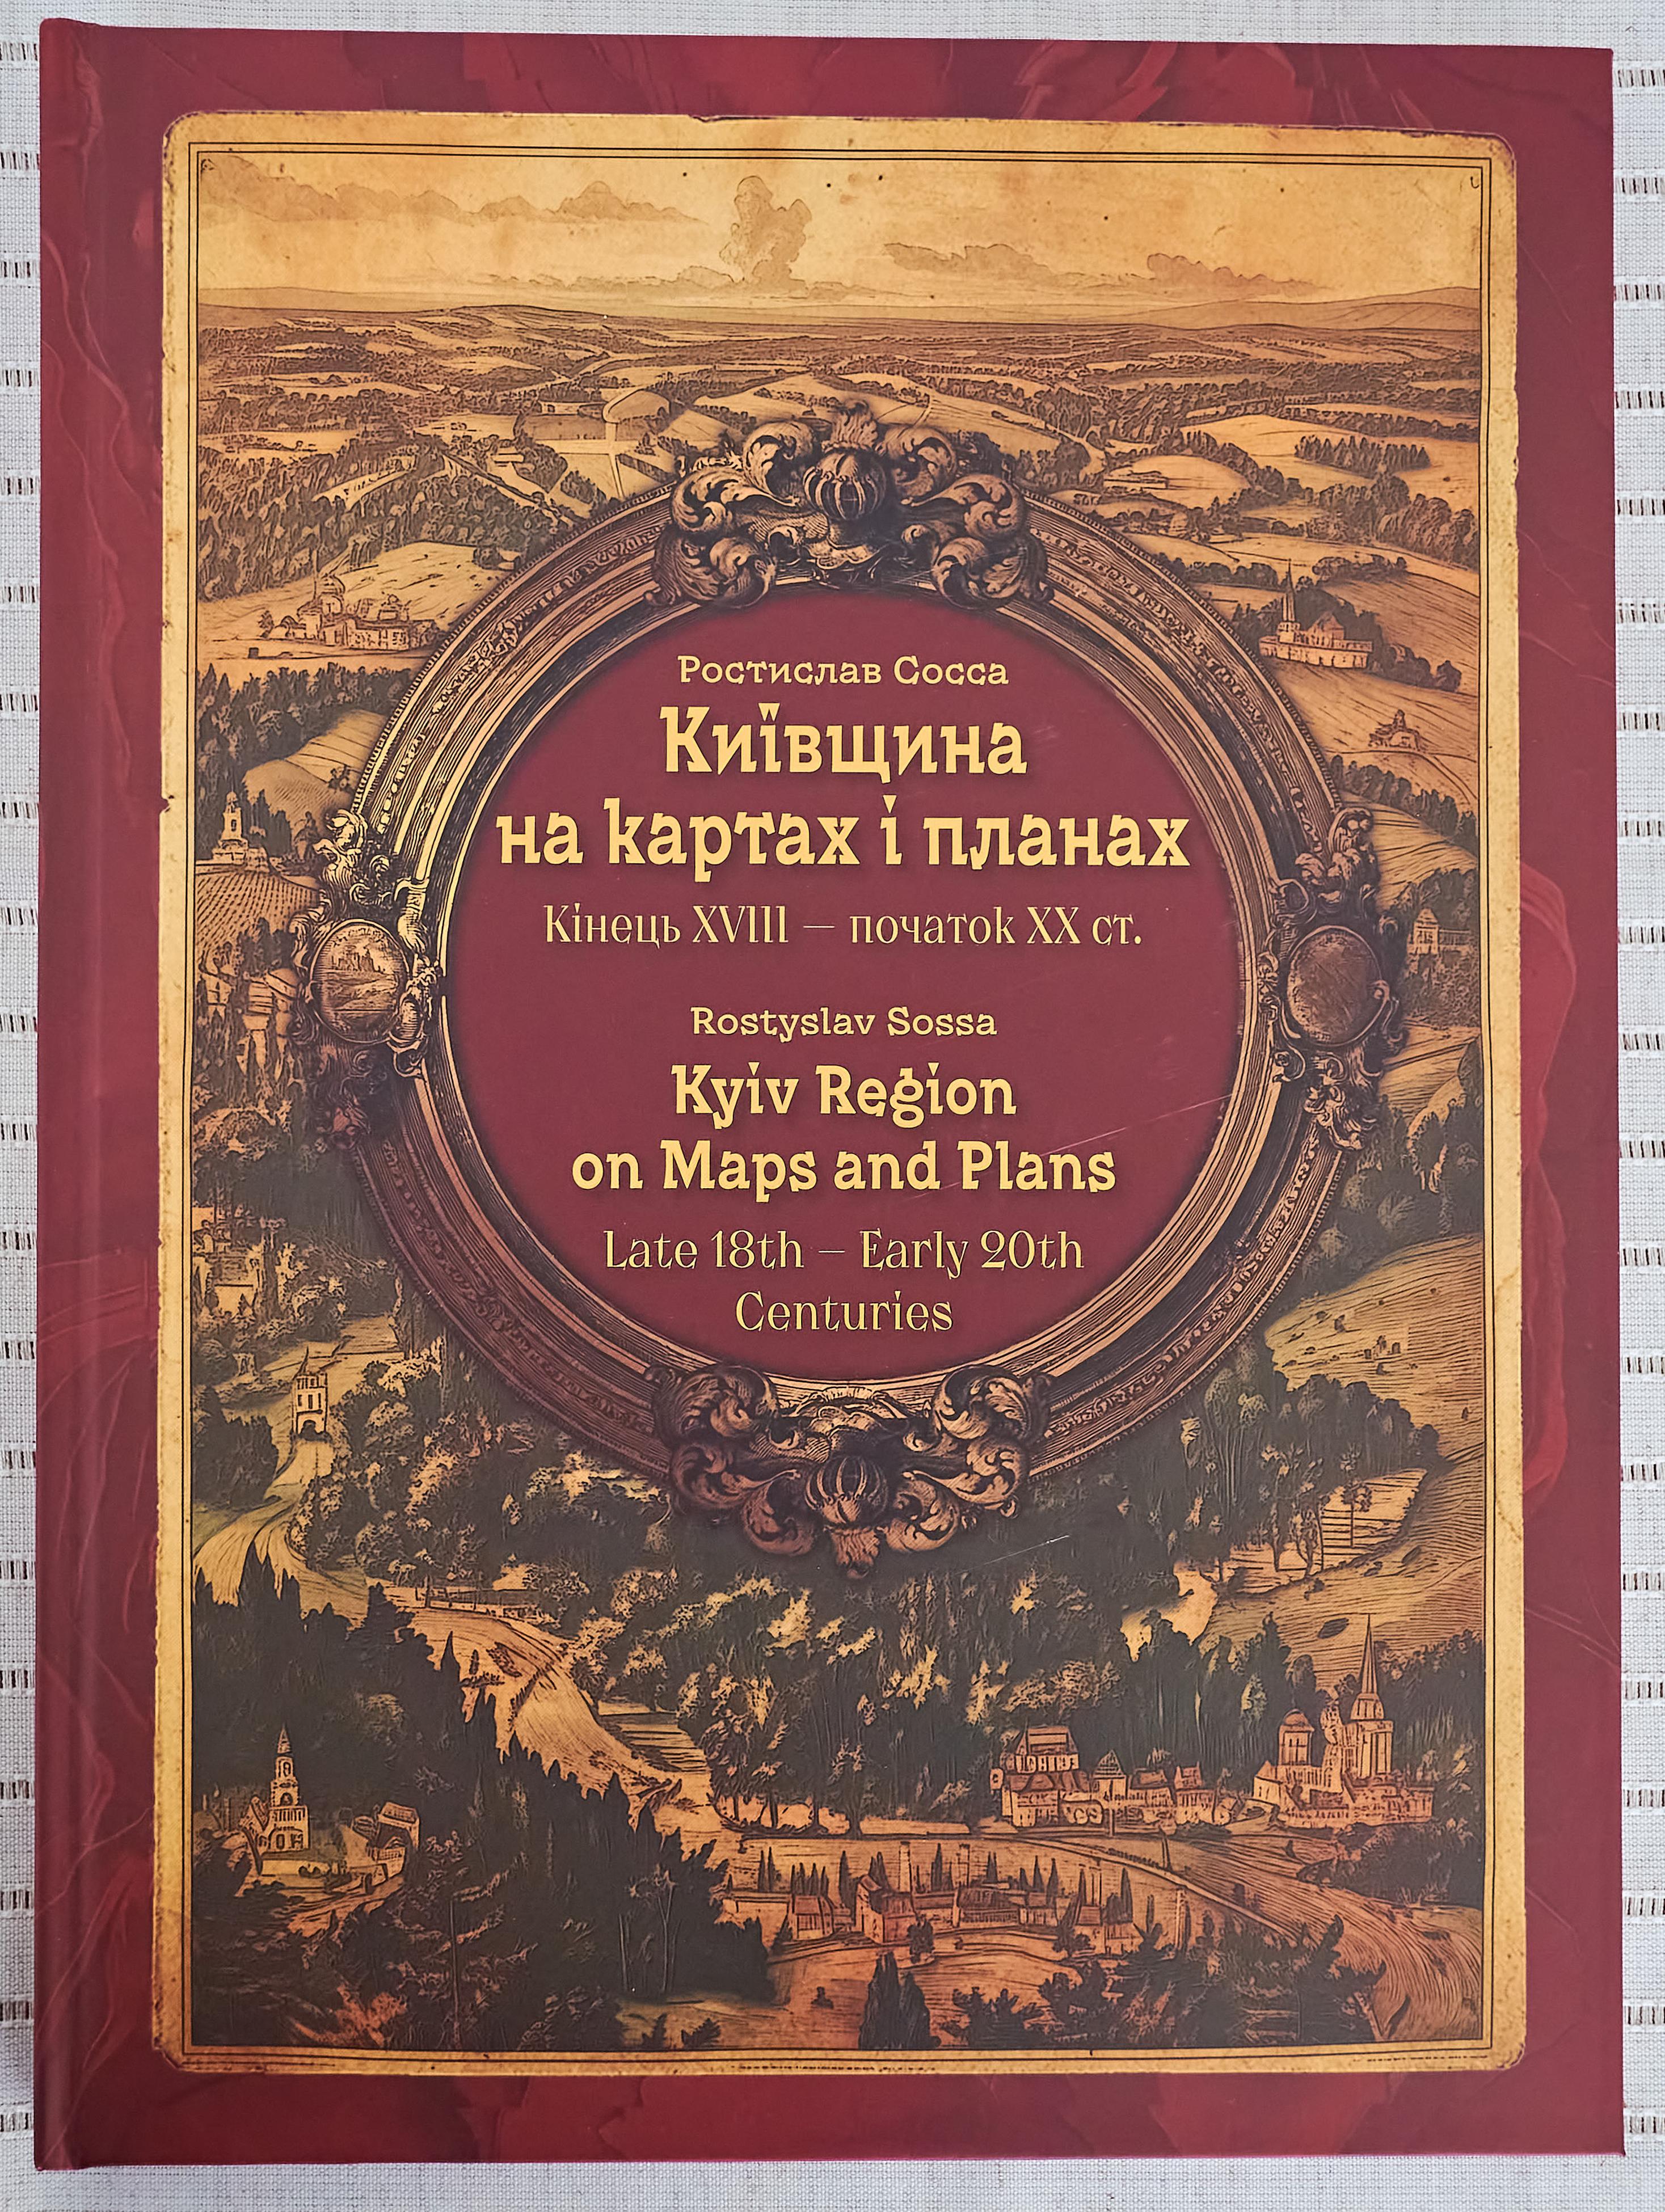 Ростислав Сосса
Київщина
на картах і планах
Кінець XVIII — початок XX ст.
Rostyslav Sossa
Kyiv Region
on Maps and Plans
Late 18th — Early 20th
Centuries